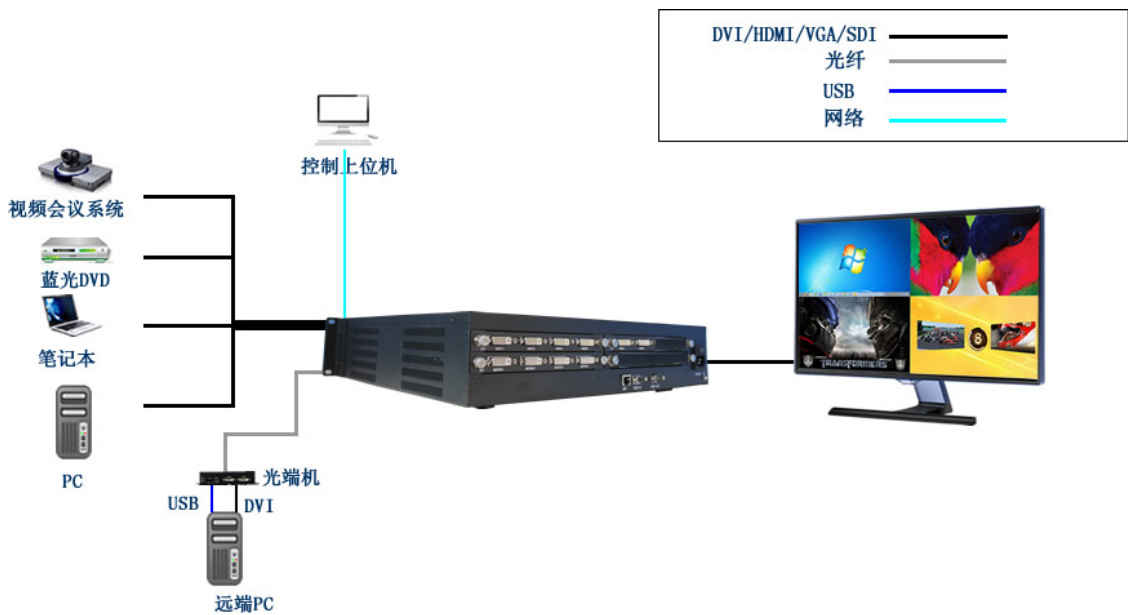 DVI/HDMI/VGA/SDI
光纤
USB
网络
控制上位机
视频会议系统
蓝光DVD
笔记本
PC
光端机
USB
DVI
远端PC
TRANSFORMERS